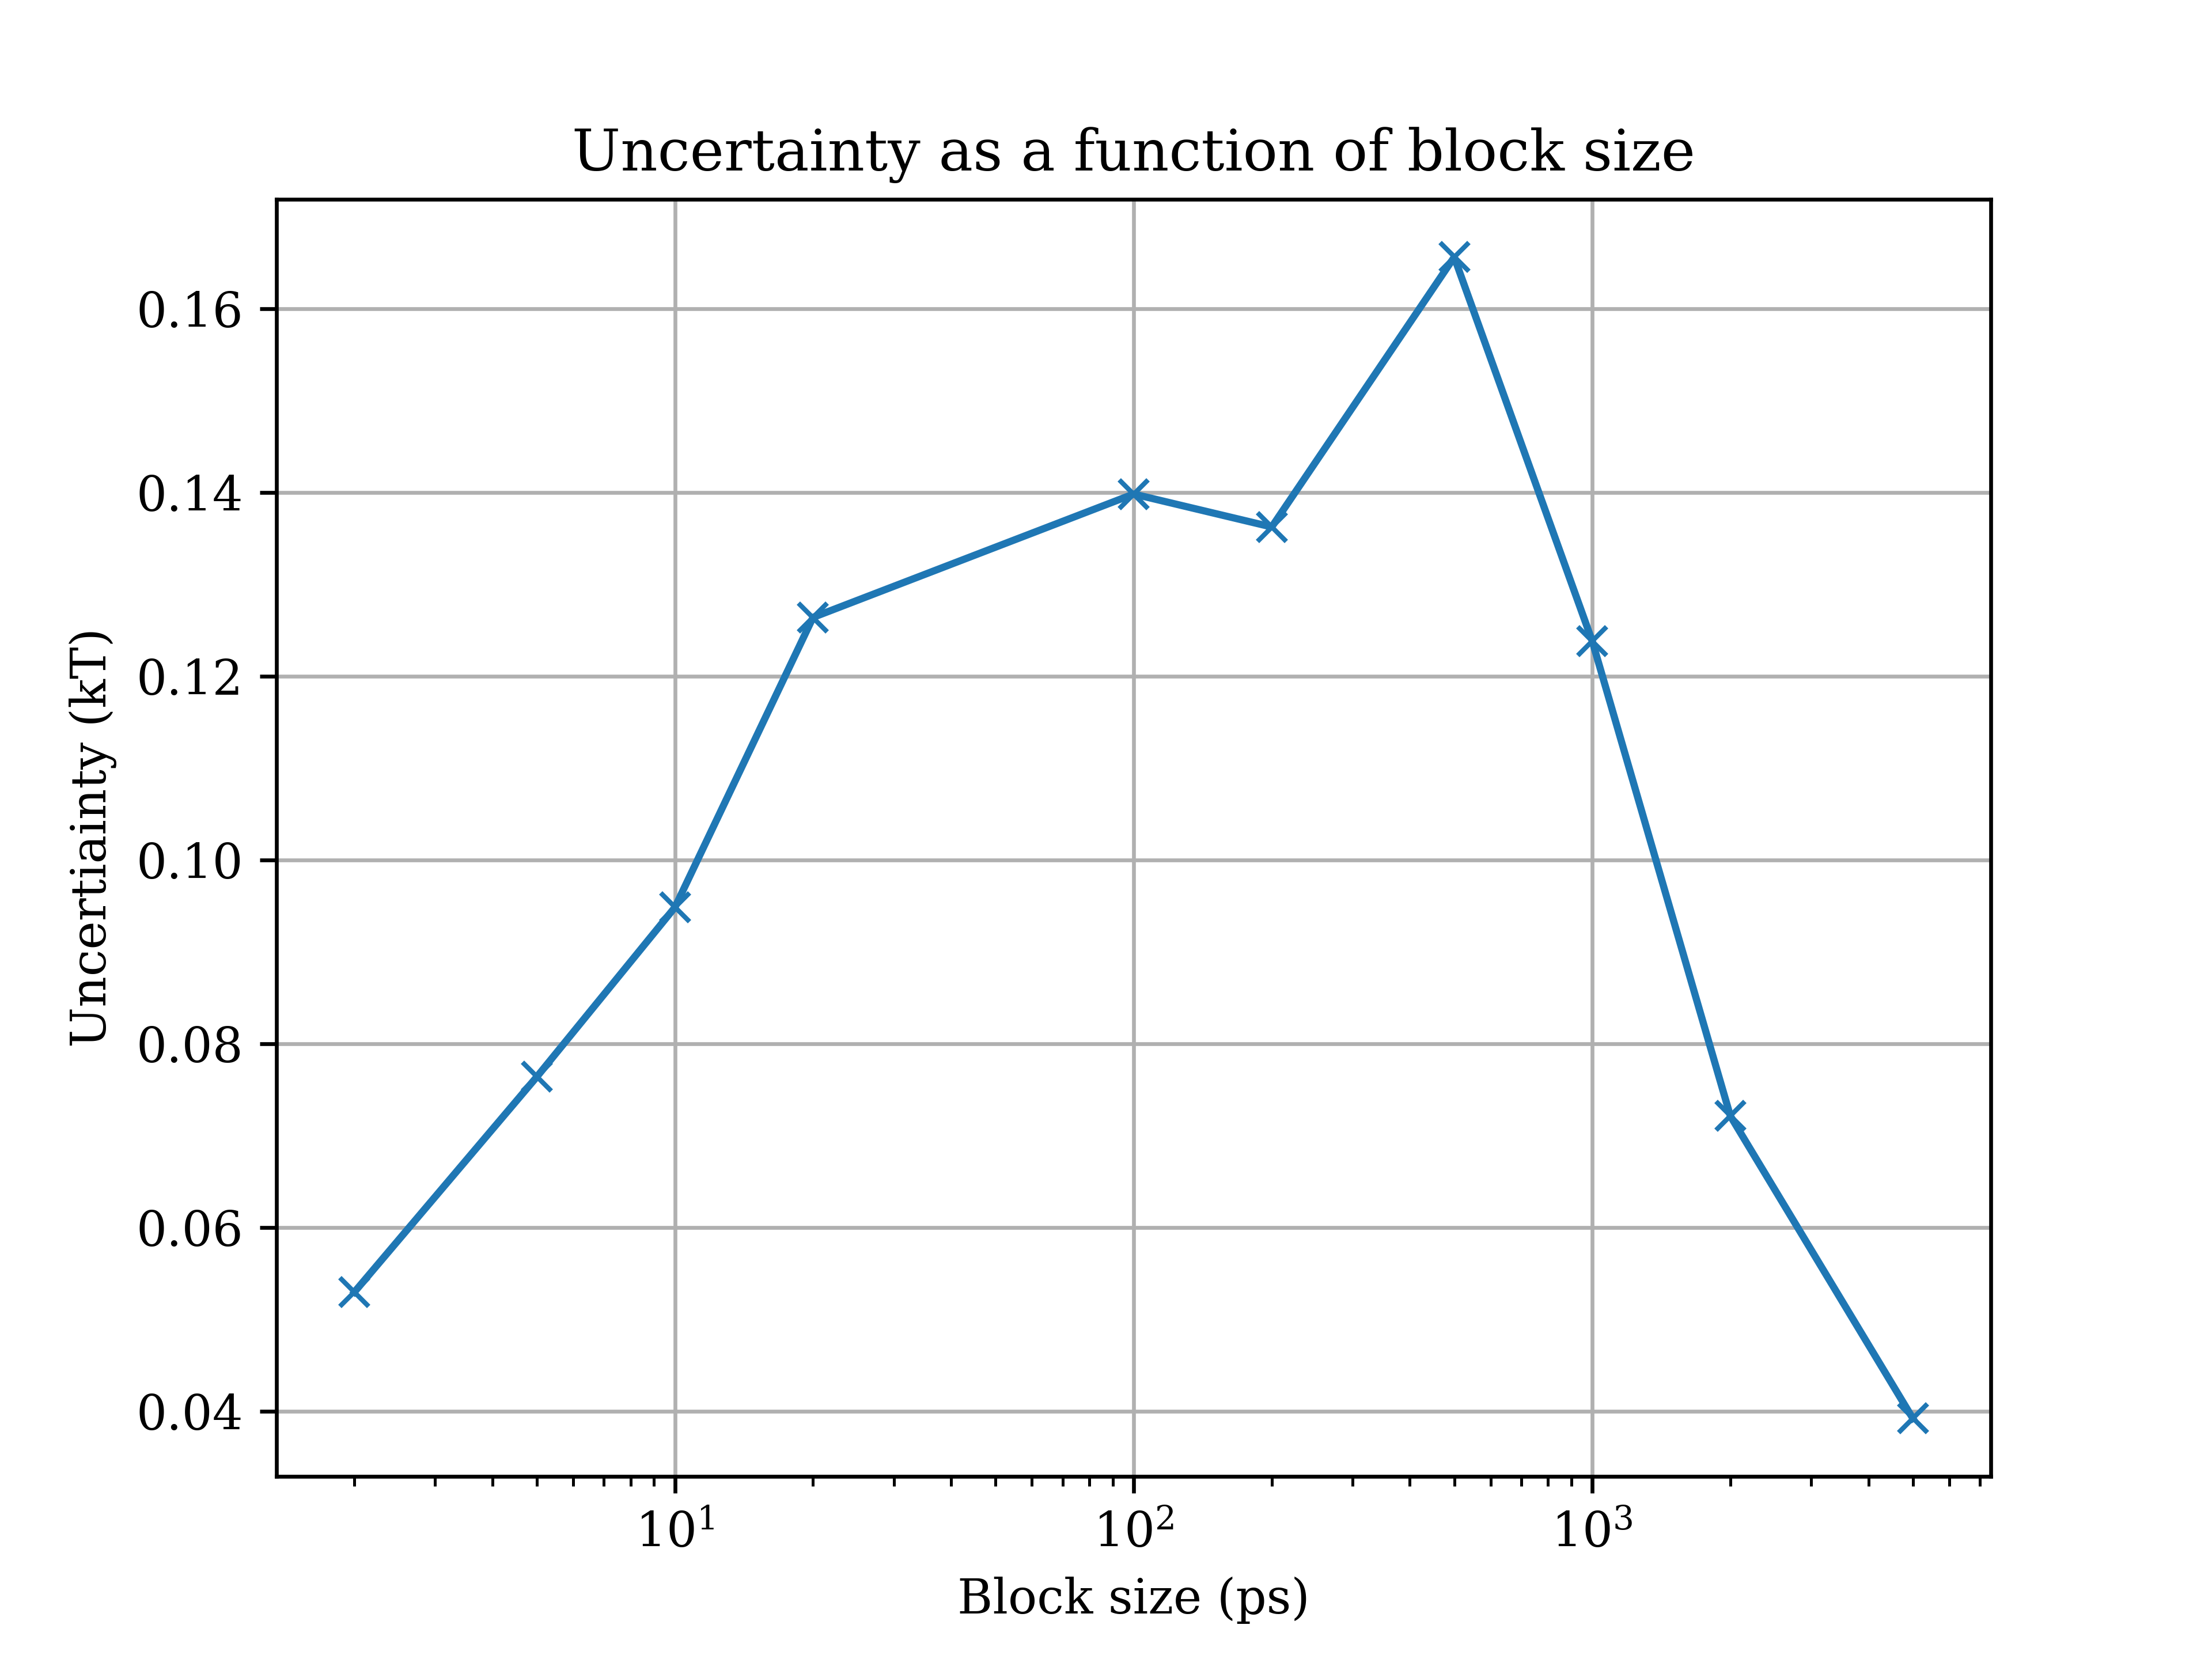 Uncertainty as a function of block size
Uncertiainty (kT)
0.16
0.14
0.12
0.10
0.08
0.06
0.04
10¹ 10² 10³
Block size (ps)